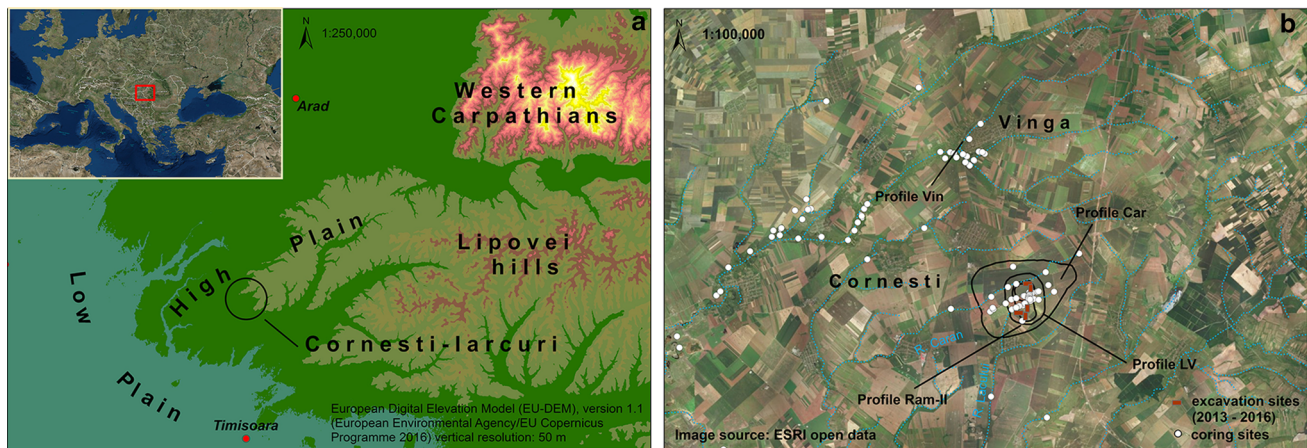 a
N
1:250,000
Arad
Western
Carpathians
High Plain
Lipovei
hills
Low
Plain
Cornesti-Iarcuri
Timisoara
European Digital Elevation Model (EU-DEM), version 1.1
(European Environmental Agency/EU Copernicus
Programme 2016) vertical resolution: 50 m
b
N
1:100,000
Vinga
Profile Vin
Profile Car
Cornesti
Profile LV
Profile Ram-II
excavation sites
(2013 - 2016)
coring sites
Image source: ESRI open data